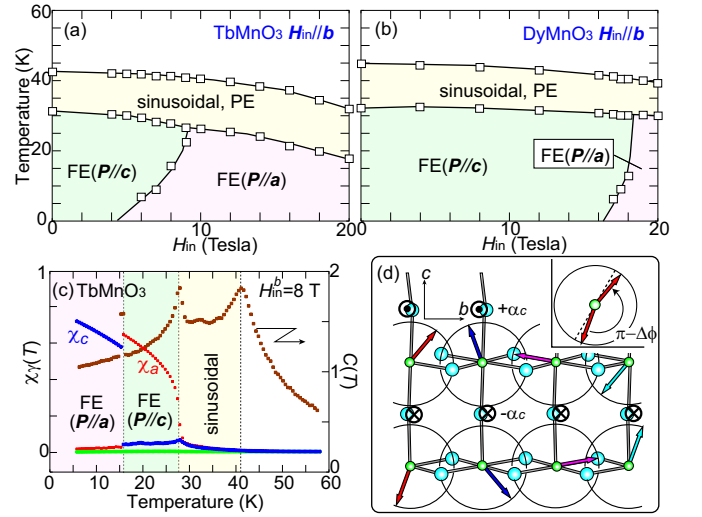 (a) TbMnO3 Hin//b
(b) DyMnO3 Hin//b
Temperature (K)
60
40
20
0
sinusoidal, PE
FE(P//c)
FE(P//a)
0 10 20
Hin (Tesla)
sinusoidal, PE
FE(P//c)
FE(P//a)
0 10 20
Hin (Tesla)
(c) TbMnO3 H^b_in=8 T
χγ(T)
1
0
χc
χa
FE
(P//a)
FE
(P//c)
sinusoidal
2
1
0
C(T)
0 10 20 30 40 50 60
Temperature (K)
(d)
c
b
+αc
-αc
π−Δϕ